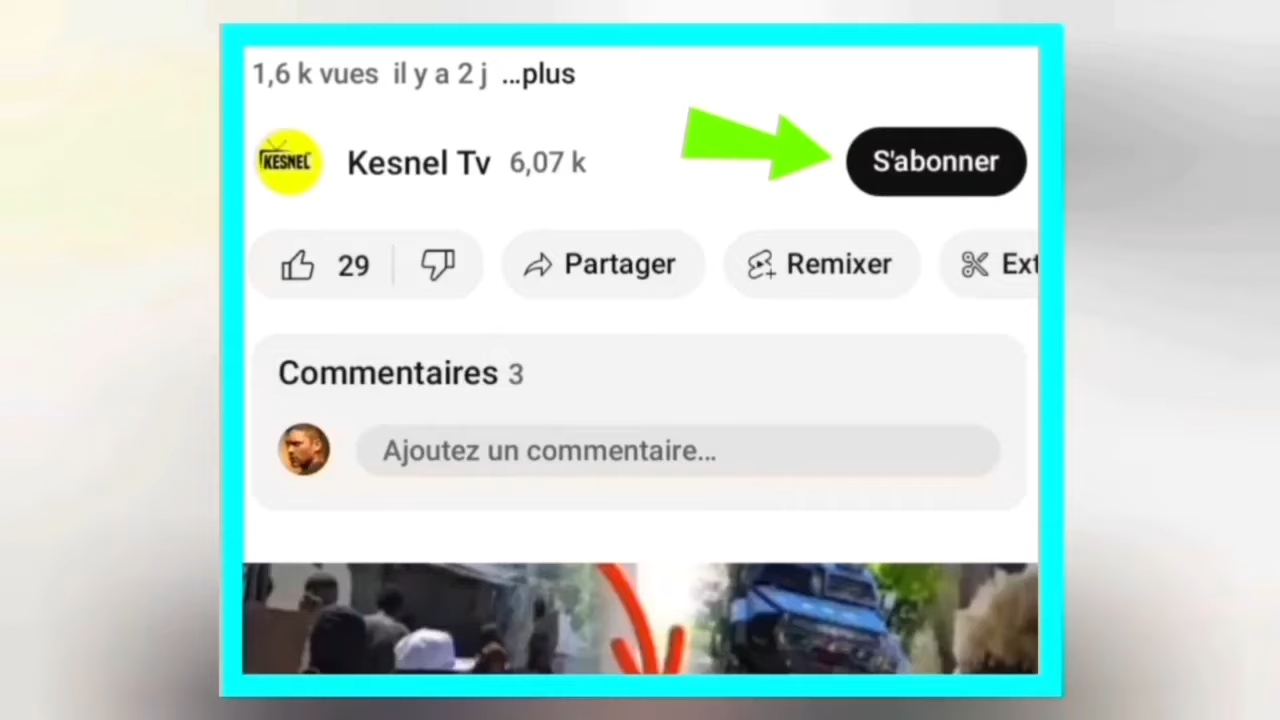 1,6 k vues il y a 2 j ...plus
KESNEL
Kesnel Tv 6,07 k
S'abonner
29
Partager
Remixer
Ext
Commentaires 3
Ajoutez un commentaire...